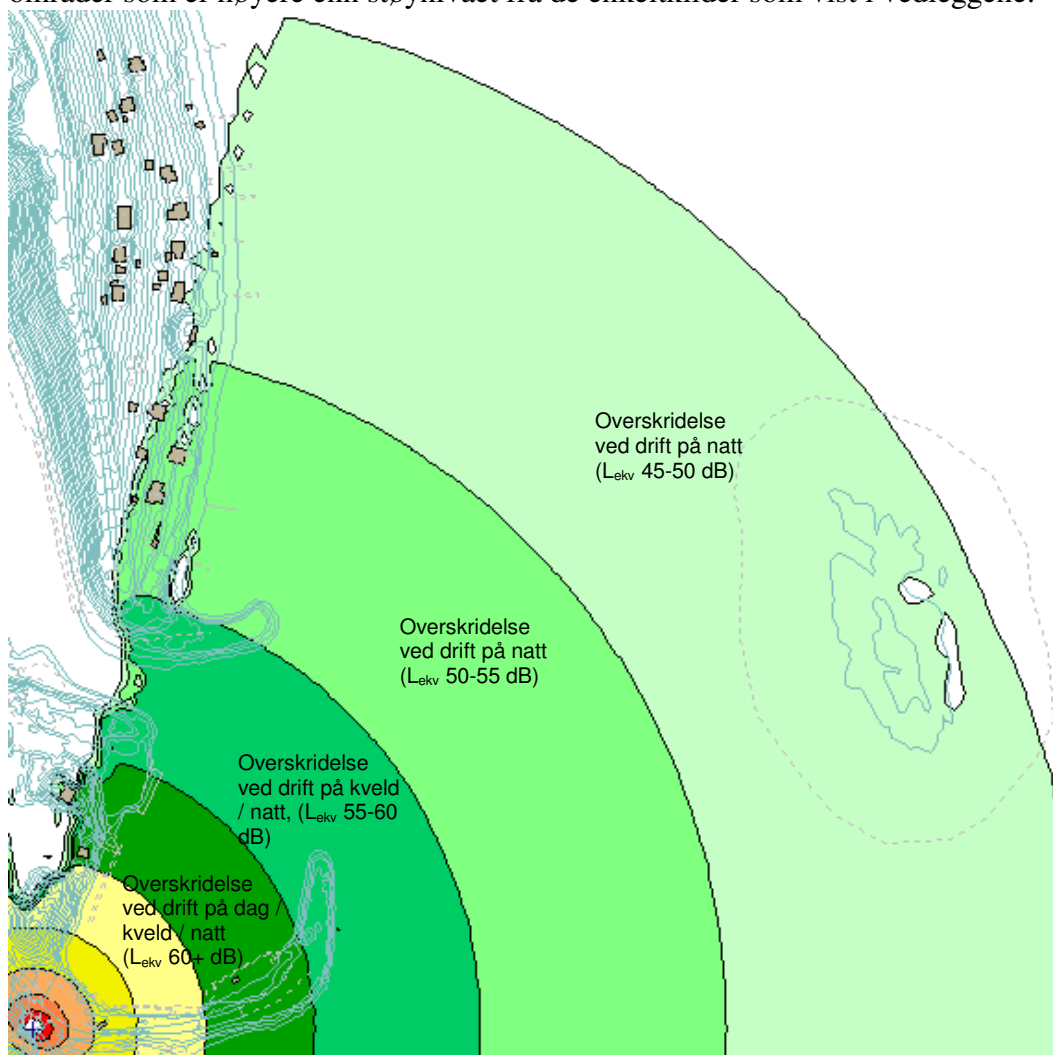 områder som er høyere enn støynivået fra de enkeltkilder som vist i vedleggene.
Overskridelse
ved drift på natt
(Lekv 45-50 dB)
Overskridelse
ved drift på natt
(Lekv 50-55 dB)
Overskridelse
ved drift på kveld
/ natt, (Lekv 55-60
dB)
Overskridelse
ved drift på dag /
kveld / natt
(Lekv 60+ dB)